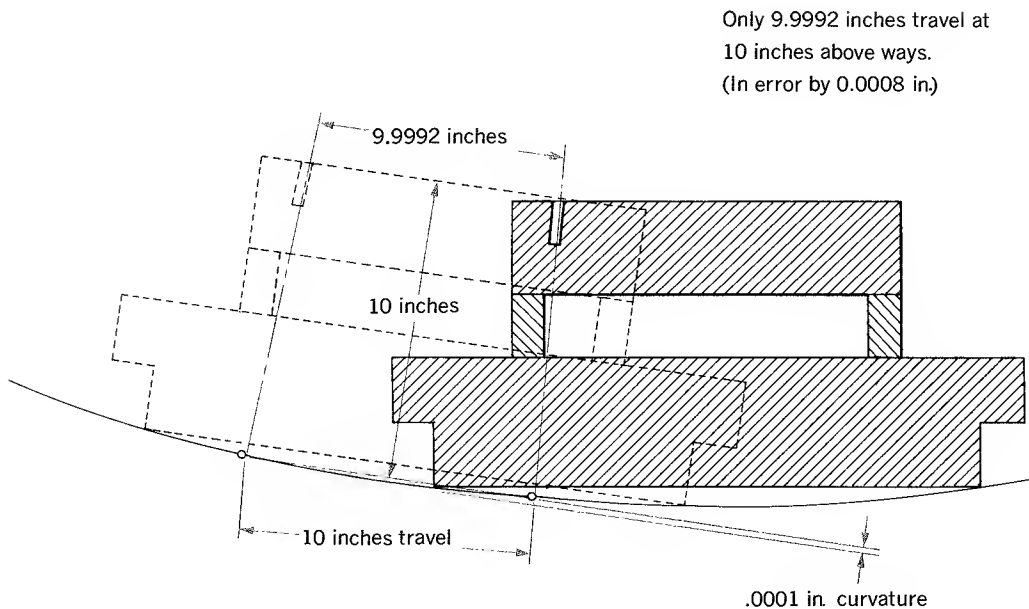 Only 9.9992 inches travel at
10 inches above ways.
(In error by 0.0008 in.)
9.9992 inches
10 inches
10 inches travel
.0001 in. curvature